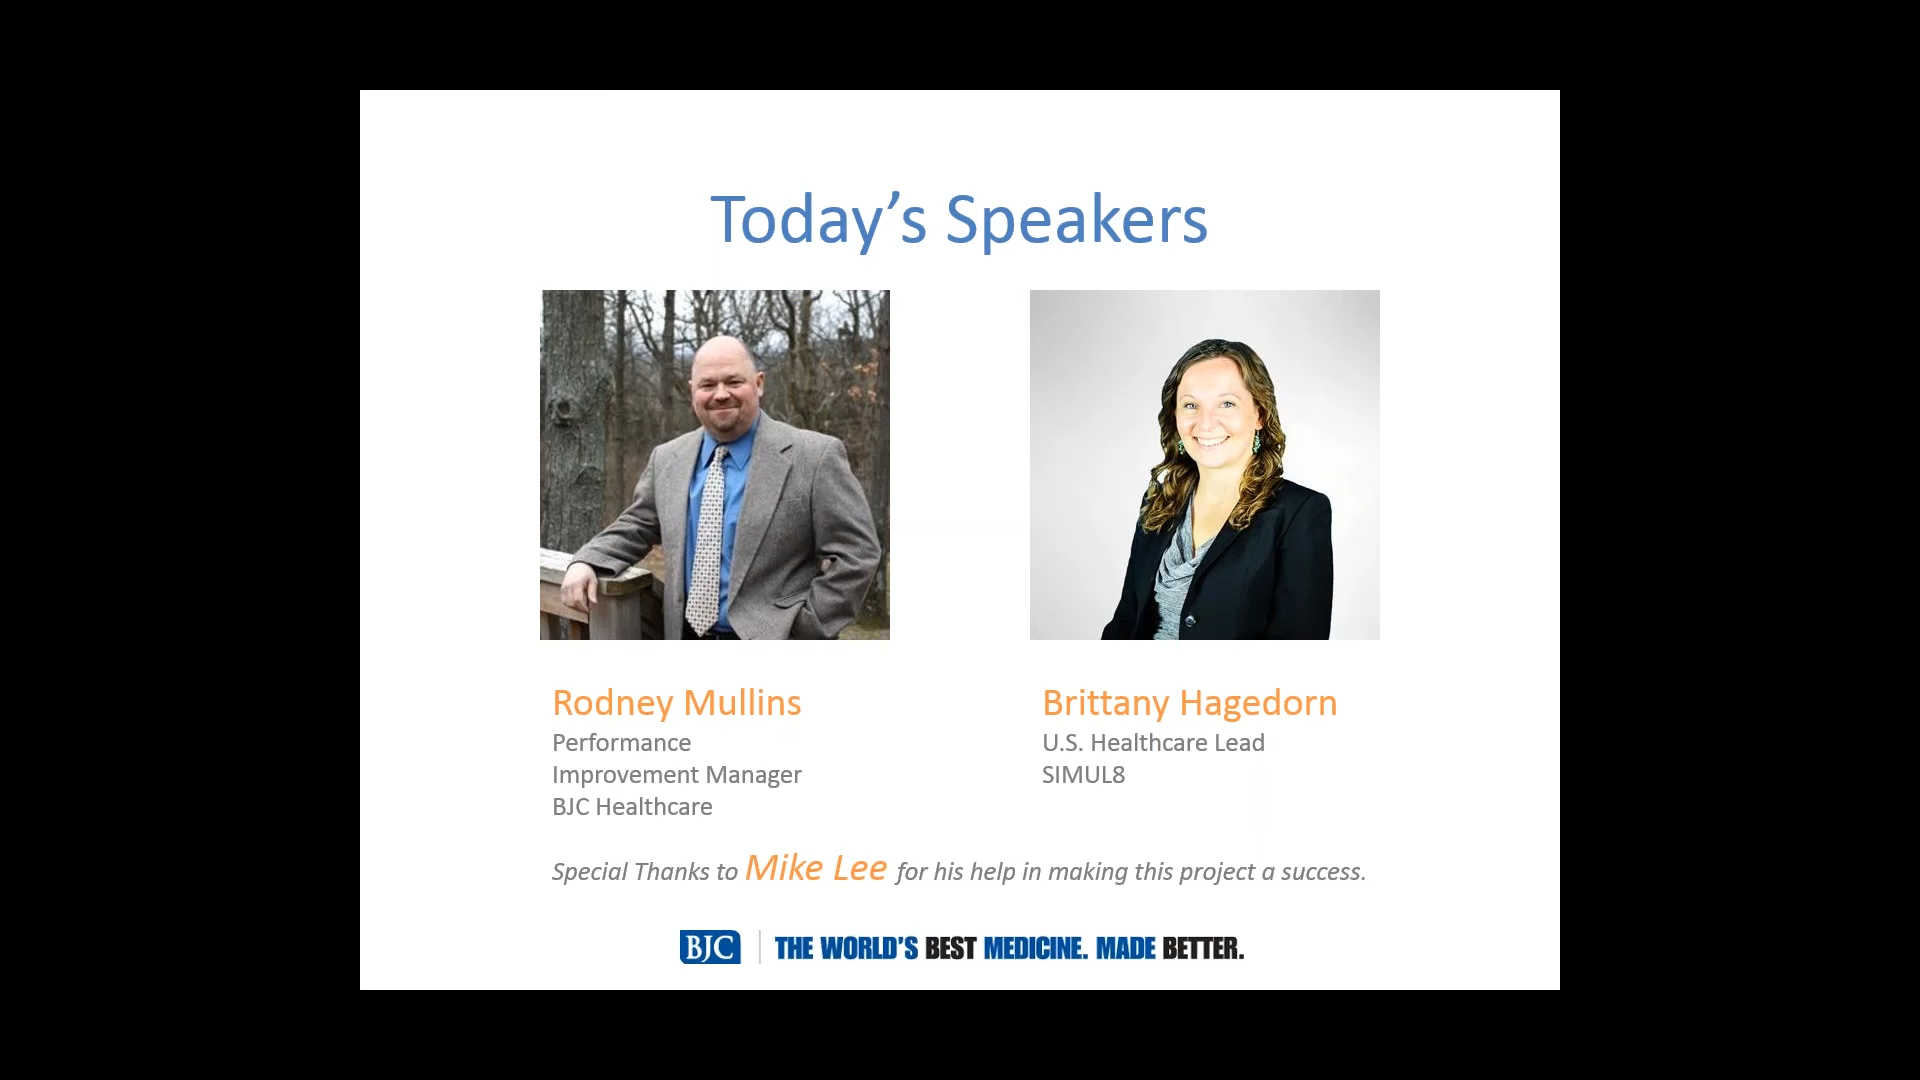 Today’s Speakers
Rodney Mullins
Performance
Improvement Manager
BJC Healthcare
Brittany Hagedorn
U.S. Healthcare Lead
SIMUL8
Special Thanks to Mike Lee for his help in making this project a success.
BJC | THE WORLD’S BEST MEDICINE. MADE BETTER.